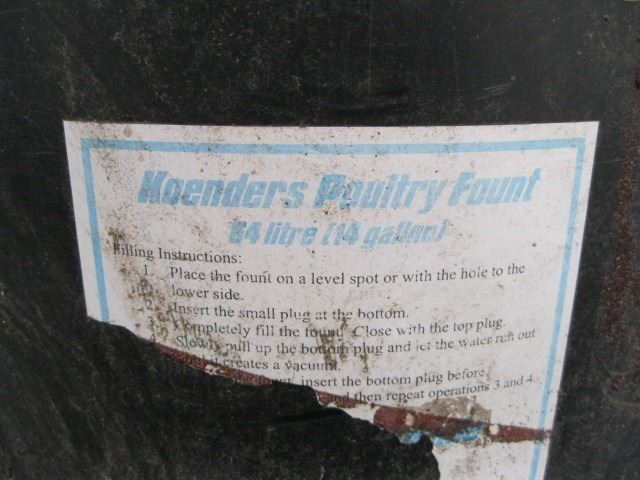 Koenders Poultry Fount
64 litre (14 gallon)
Filling Instructions:
1. Place the fount on a level spot or with the hole to the
lower side.
Insert the small plug at the bottom.
Completely fill the fount. Close with the top plug.
Slowly pull up the bottom plug and let the water run out
creates a vacuum.
insert the bottom plug before
and then repeat operations 3 and 4.